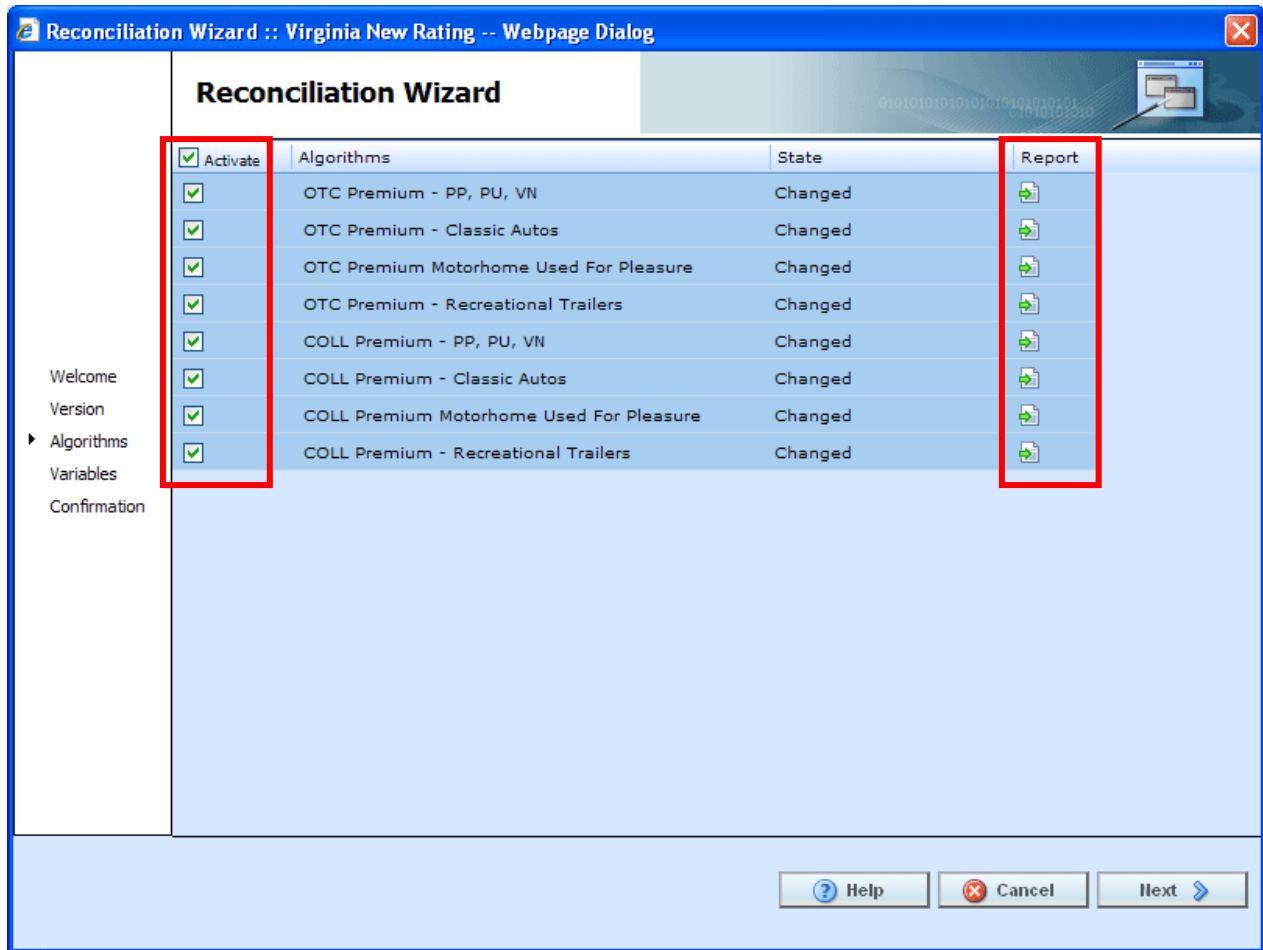 Reconciliation Wizard :: Virginia New Rating -- Webpage Dialog
Reconciliation Wizard
Activate Algorithms State Report
OTC Premium - PP, PU, VN Changed
OTC Premium - Classic Autos Changed
OTC Premium Motorhome Used For Pleasure Changed
OTC Premium - Recreational Trailers Changed
COLL Premium - PP, PU, VN Changed
COLL Premium - Classic Autos Changed
COLL Premium Motorhome Used For Pleasure Changed
COLL Premium - Recreational Trailers Changed
Welcome
Version
Algorithms
Variables
Confirmation
Help Cancel Next